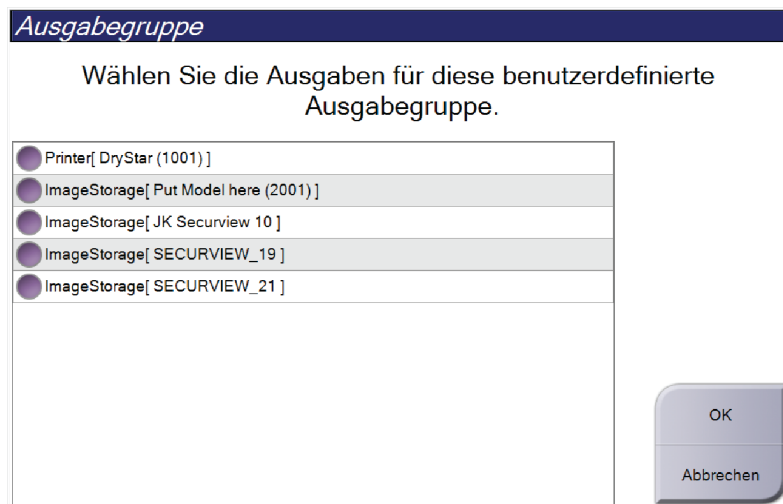 Ausgabegruppe
Wählen Sie die Ausgaben für diese benutzerdefinierte
Ausgabegruppe.
Printer[ DryStar (1001) ]
ImageStorage[ Put Model here (2001) ]
ImageStorage[ JK Securview 10 ]
ImageStorage[ SECURVIEW_19 ]
ImageStorage[ SECURVIEW_21 ]
OK
Abbrechen